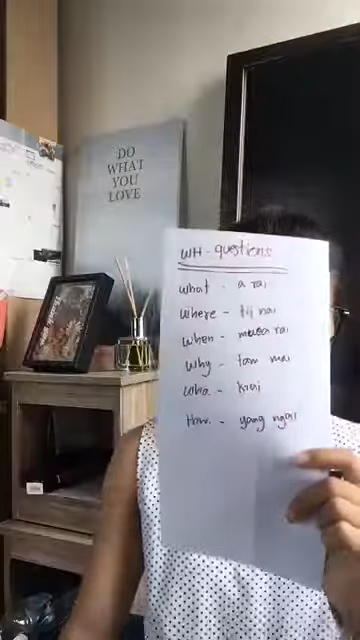 DO
WHAT
YOU
LOVE
WH - questions
what - a rai
where - tii nai
when - muea rai
why - tam mai
who - krai
How - yang ngai